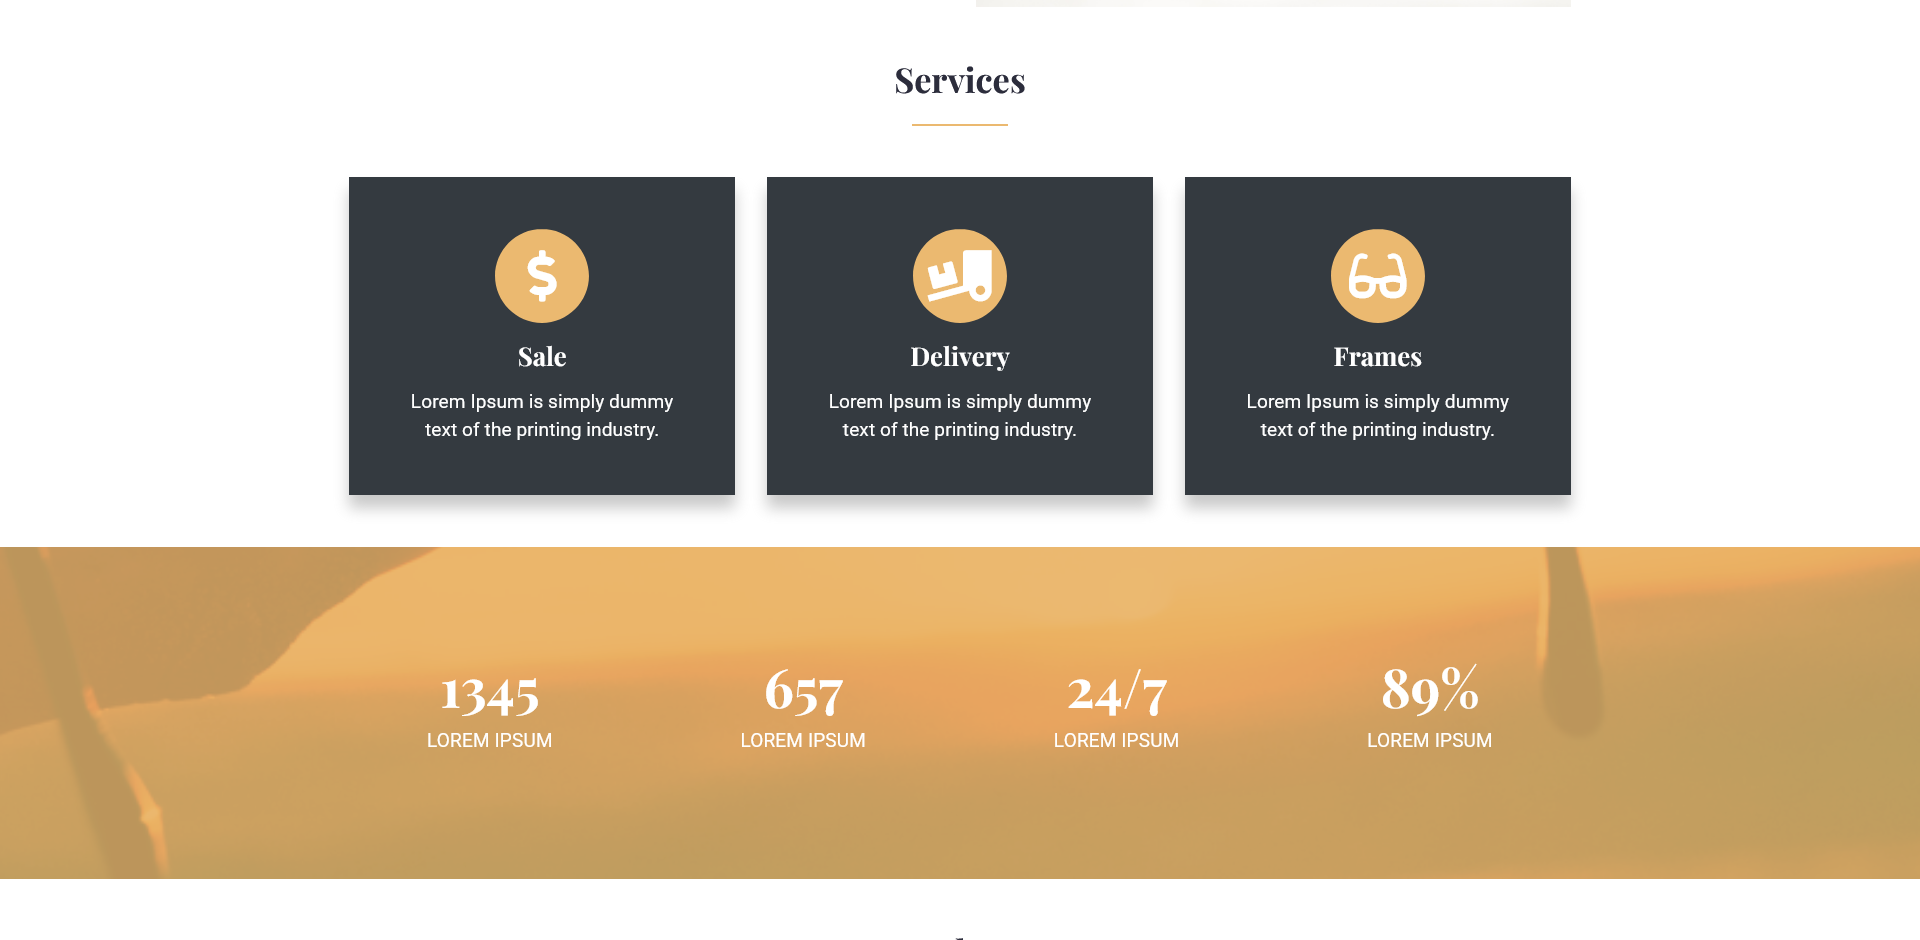 Services
Sale
Lorem Ipsum is simply dummy
text of the printing industry.
Delivery
Lorem Ipsum is simply dummy
text of the printing industry.
Frames
Lorem Ipsum is simply dummy
text of the printing industry.
1345
LOREM IPSUM
657
LOREM IPSUM
24/7
LOREM IPSUM
89%
LOREM IPSUM